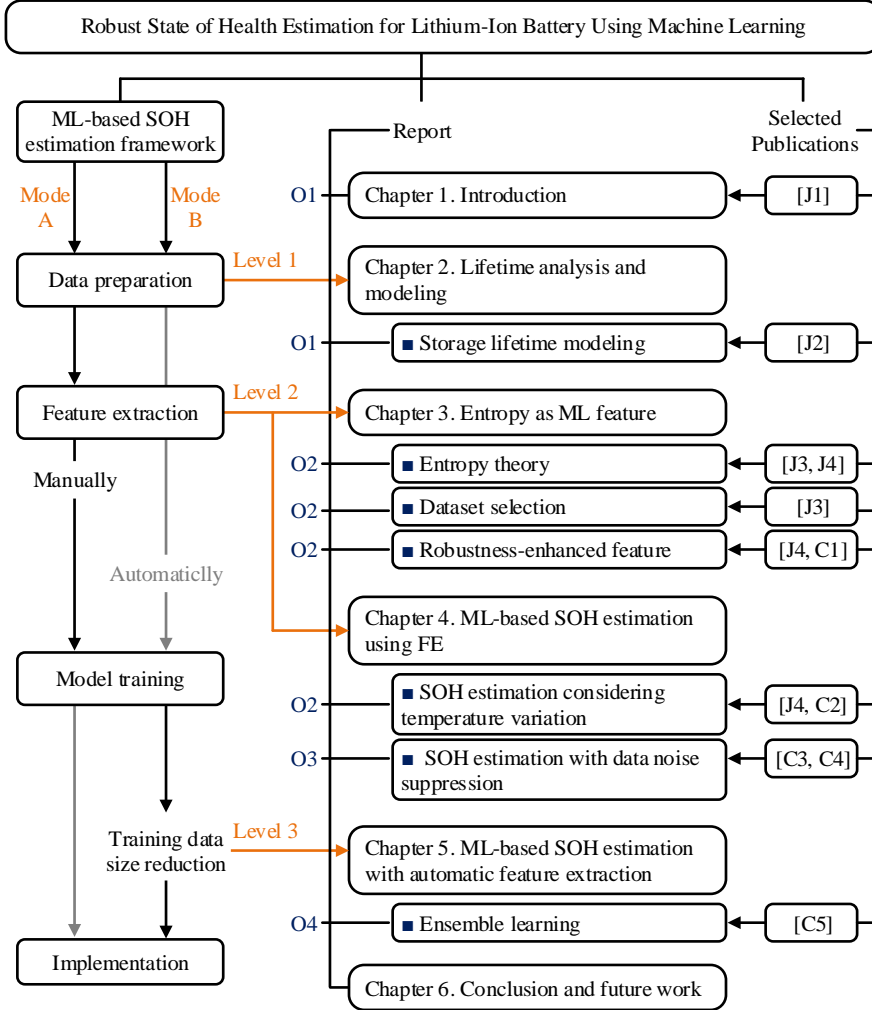 Robust State of Health Estimation for Lithium-Ion Battery Using Machine Learning
ML-based SOH
estimation framework
Report
Selected
Publications
Mode
A
Mode
B
O1
Chapter 1. Introduction
[J1]
Data preparation
Level 1
Chapter 2. Lifetime analysis and
modeling
O1
■ Storage lifetime modeling
[J2]
Feature extraction
Level 2
Chapter 3. Entropy as ML feature
Manually
O2
■ Entropy theory
[J3, J4]
O2
■ Dataset selection
[J3]
O2
■ Robustness-enhanced feature
[J4, C1]
Automaticlly
Chapter 4. ML-based SOH estimation
using FE
Model training
O2
■ SOH estimation considering
temperature variation
[J4, C2]
O3
■ SOH estimation with data noise
suppression
[C3, C4]
Training data
size reduction
Level 3
Chapter 5. ML-based SOH estimation
with automatic feature extraction
O4
■ Ensemble learning
[C5]
Implementation
Chapter 6. Conclusion and future work